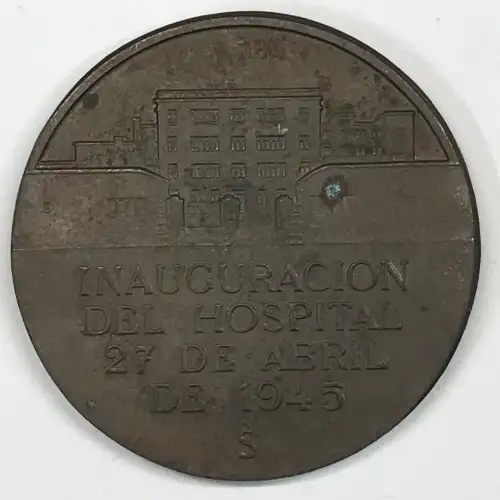 INAUGURACION
DEL HOSPITAL
27 DE ABRIL
DE 1945
S